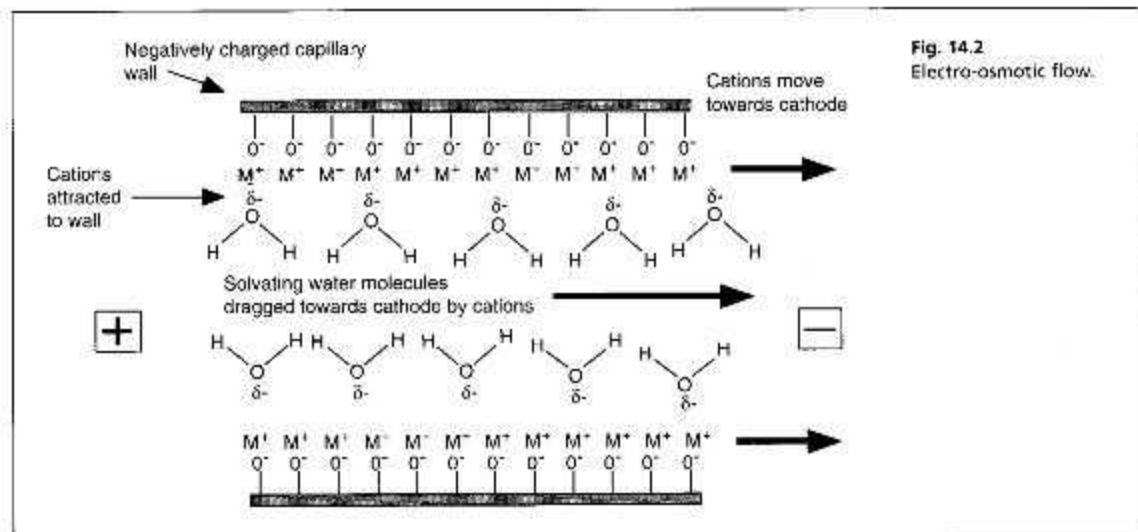 Negatively charged capillary
wall
Fig. 14.2
Electro-osmotic flow.
Cations move
towards cathode
O⁻ O⁻ O⁻ O⁻ O⁻ O⁻ O⁻ O⁻ O⁻ O⁻ O⁻ O⁻
M⁺ M⁺ M⁺ M⁺ M⁺ M⁺ M⁺ M⁺ M⁺ M⁺ M⁺ M⁺
Cations
attracted
to wall
δ- δ- δ- δ- δ-
O O O O O
H H H H H H H H H H
Solvating water molecules
dragged towards cathode by cations
+ −
H H H H H H H H H H
O O O O O
δ- δ- δ- δ- δ-
M⁺ M⁺ M⁺ M⁺ M⁺ M⁺ M⁺ M⁺ M⁺ M⁺ M⁺ M⁺
O⁻ O⁻ O⁻ O⁻ O⁻ O⁻ O⁻ O⁻ O⁻ O⁻ O⁻ O⁻